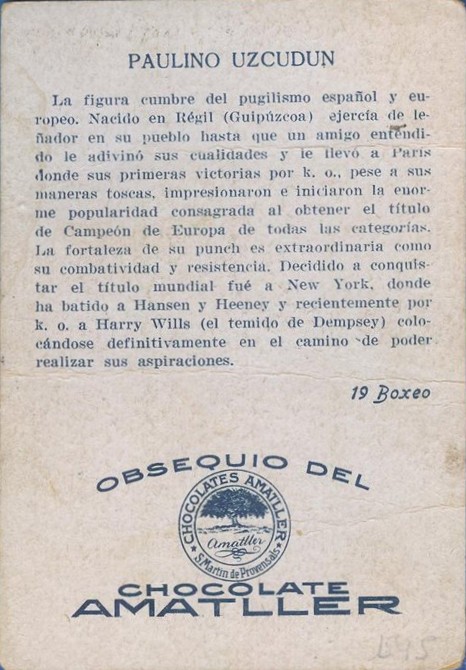 PAULINO UZCUDUN
La figura cumbre del pugilismo español y eu-
ropeo. Nacido en Régil (Guipúzcoa) ejercía de le-
ñador en su pueblo hasta que un amigo entendi-
do le adivinó sus cualidades y le llevó a París
donde sus primeras victorias por k. o., pese a sus
maneras toscas, impresionaron e iniciaron la enor-
me popularidad consagrada al obtener el título
de Campeón de Europa de todas las categorías.
La fortaleza de su punch es extraordinaria como
su combatividad y resistencia. Decidido a conquis-
tar el título mundial fué a New York, donde
ha batido a Hansen y Heeney y recientemente por
k. o. a Harry Wills (el temido de Dempsey) colo-
cándose definitivamente en el camino de poder
realizar sus aspiraciones.
19 Boxeo
OBSEQUIO DEL
CHOCOLATES AMATLLER
Amatller
S. Martín de Provensals
CHOCOLATE
AMATLLER